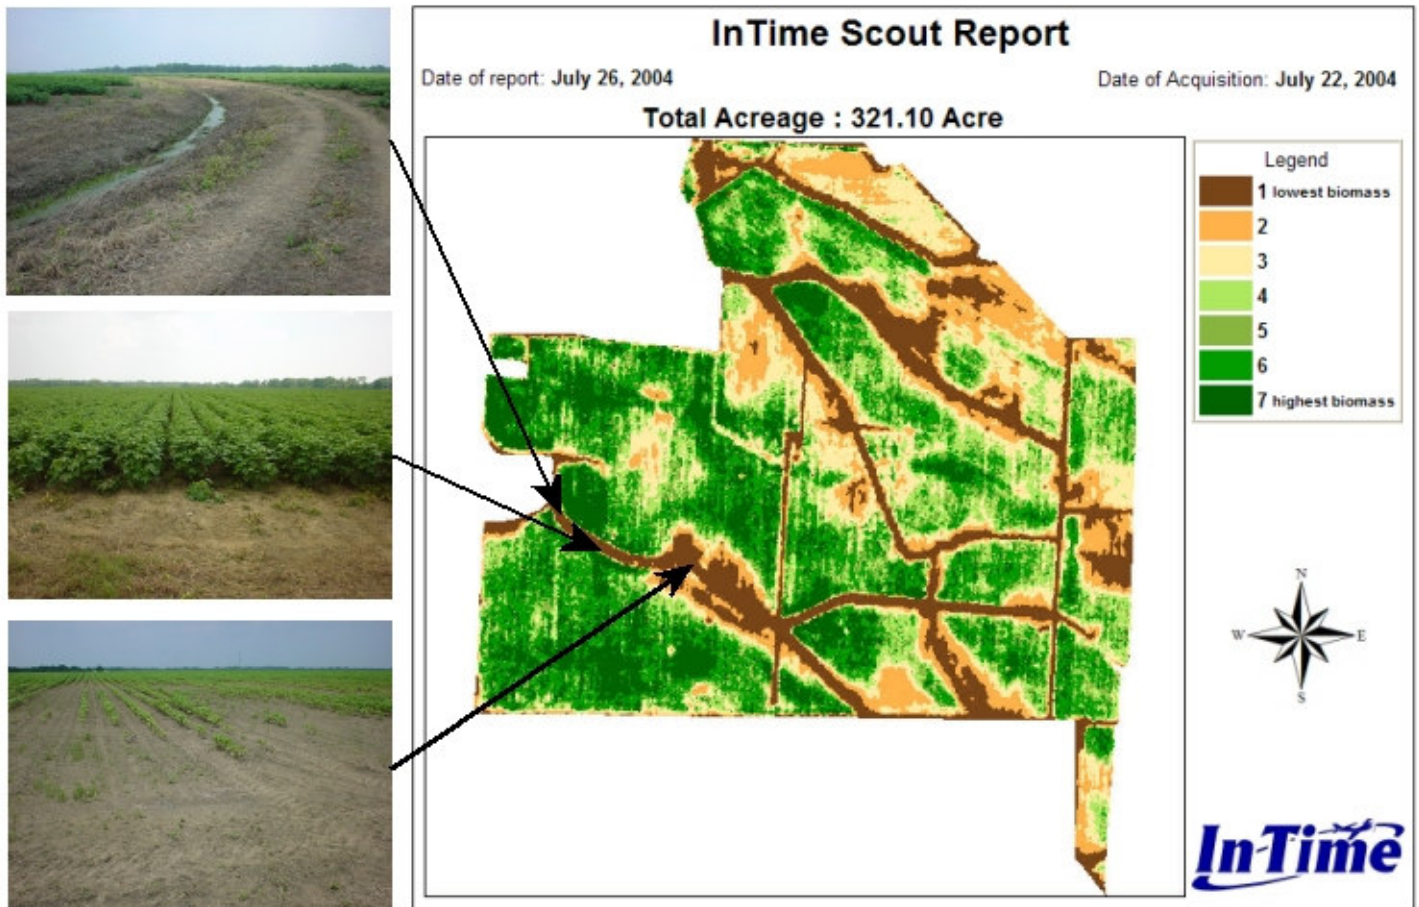 InTime Scout Report
Date of report: July 26, 2004
Date of Acquisition: July 22, 2004
Total Acreage : 321.10 Acre
Legend
1 lowest biomass
2
3
4
5
6
7 highest biomass
N
W E
S
In Time